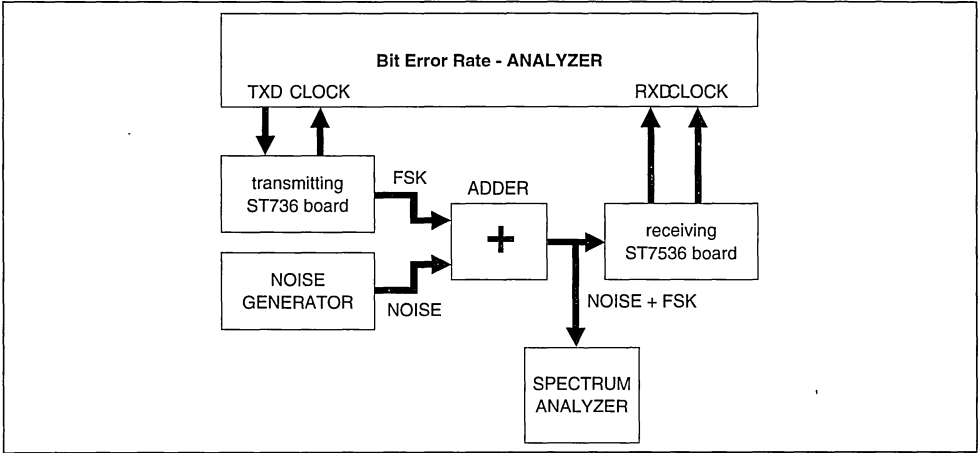 Bit Error Rate - ANALYZER
TXD CLOCK
RXDCLOCK
transmitting
ST736 board
FSK
ADDER
+
receiving
ST7536 board
NOISE
GENERATOR
NOISE
NOISE + FSK
SPECTRUM
ANALYZER